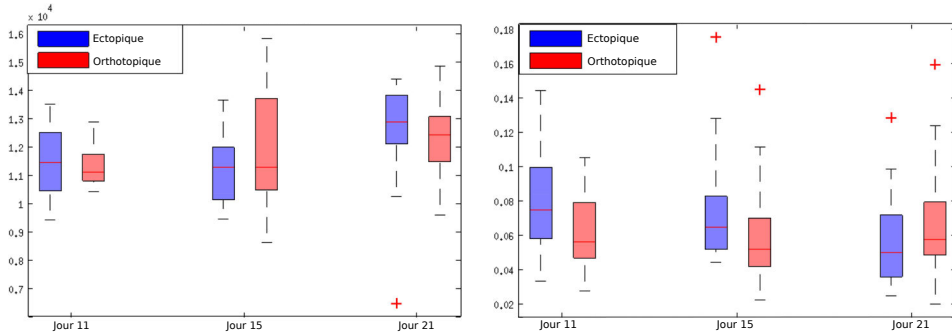 x 10⁴
1.6
1.5
1.4
1.3
1.2
1.1
1
0.9
0.8
0.7
Ectopique
Orthotopique
Jour 11
Jour 15
Jour 21
0,18
0,16
0,14
0,12
0,1
0,08
0,06
0,04
0,02
Ectopique
Orthotopique
Jour 11
Jour 15
Jour 21